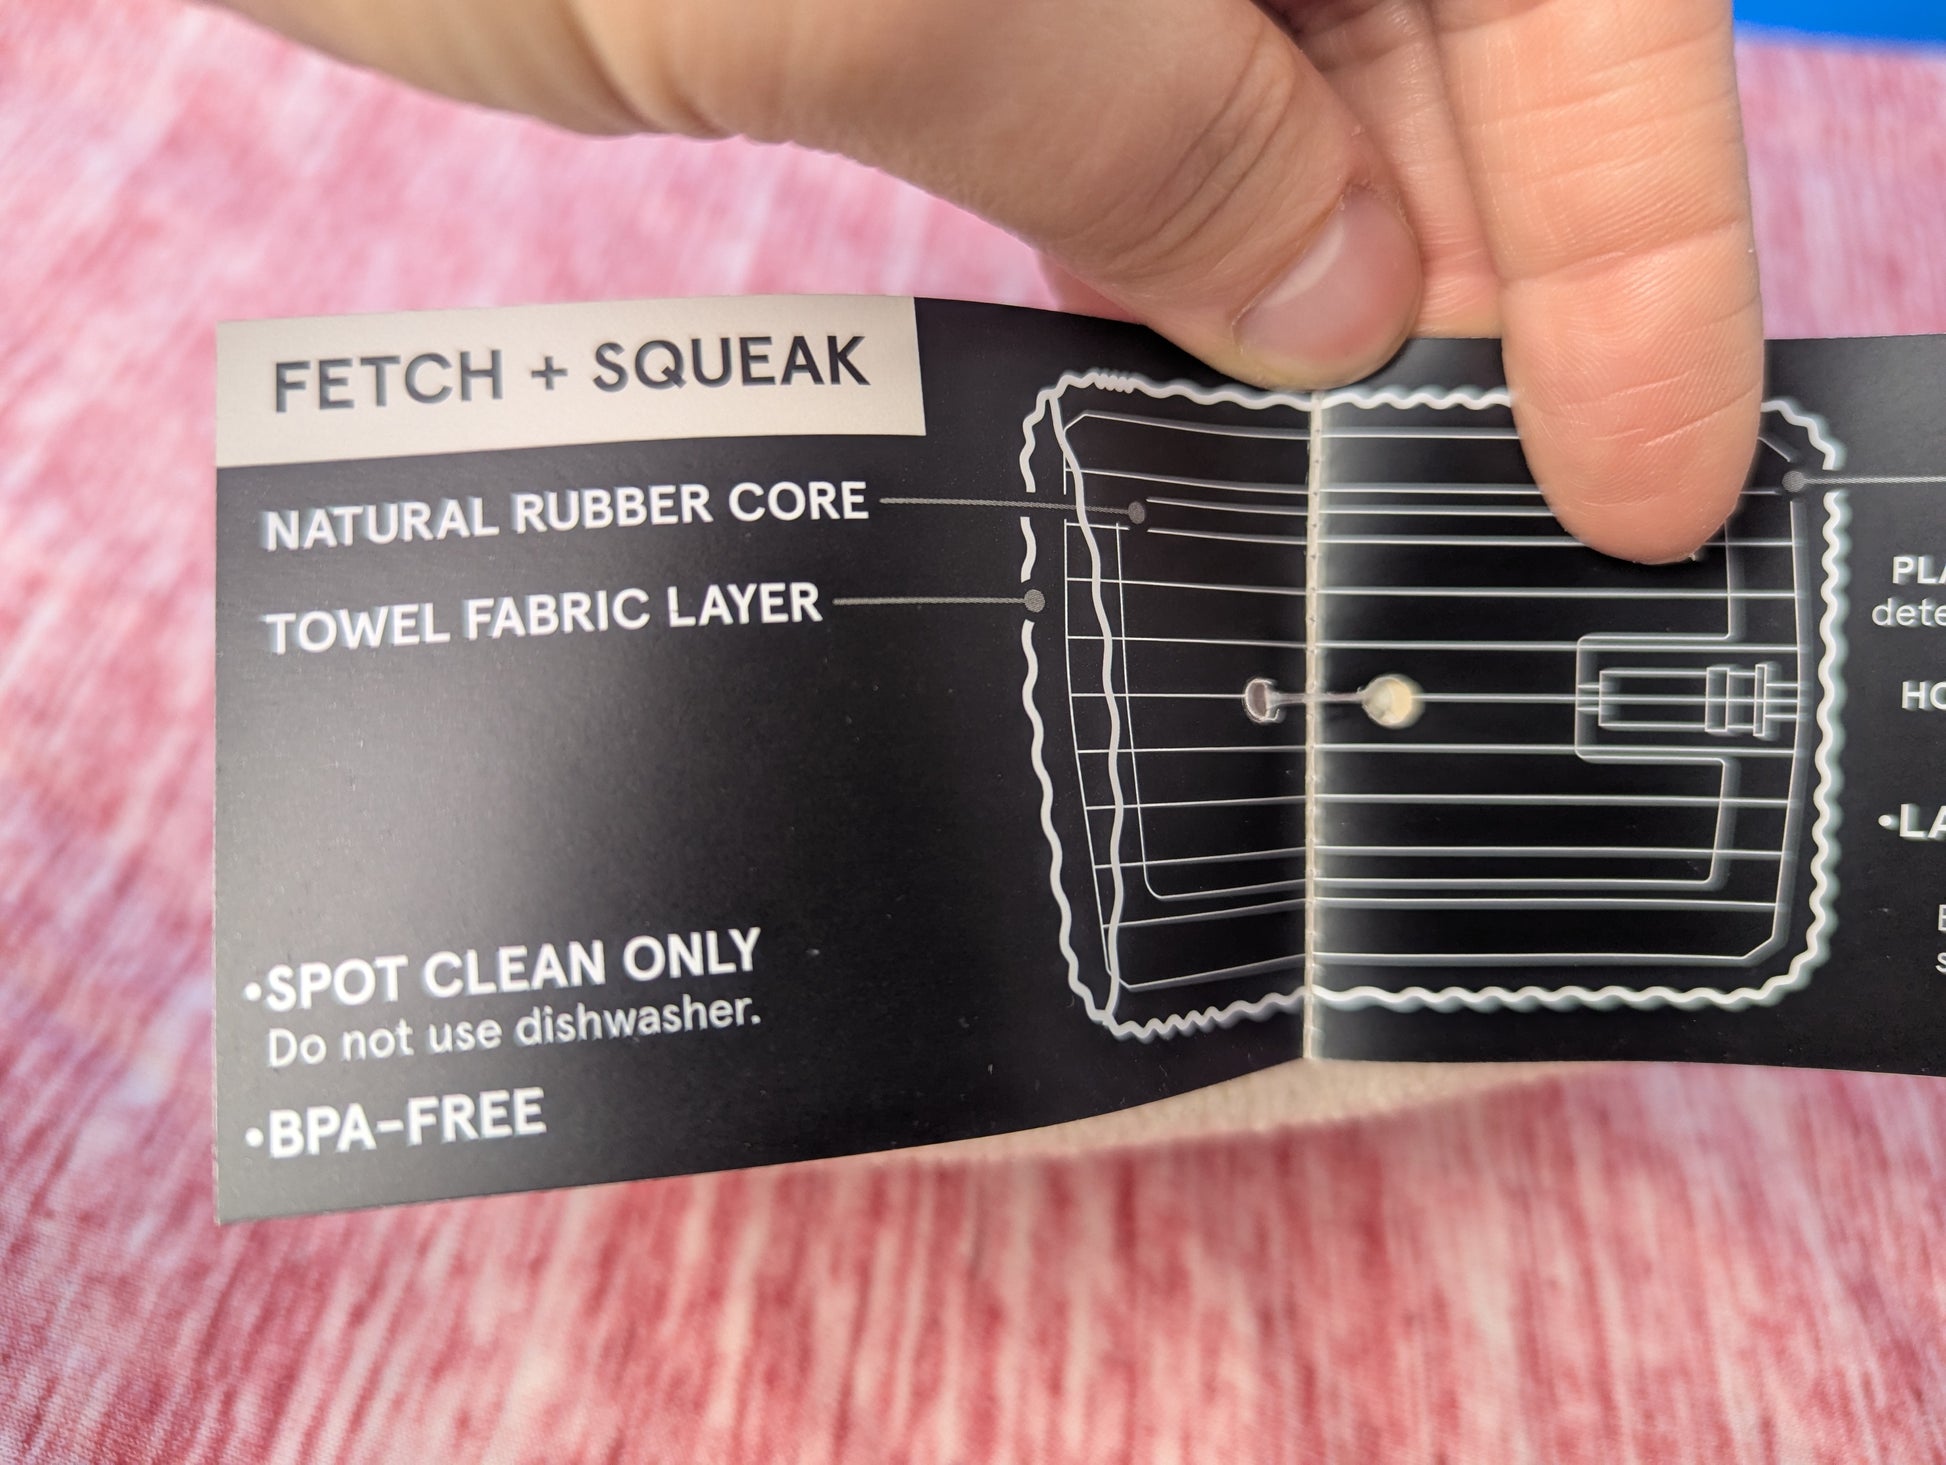 FETCH + SQUEAK
NATURAL RUBBER CORE
TOWEL FABRIC LAYER
•SPOT CLEAN ONLY
Do not use dishwasher.
•BPA-FREE